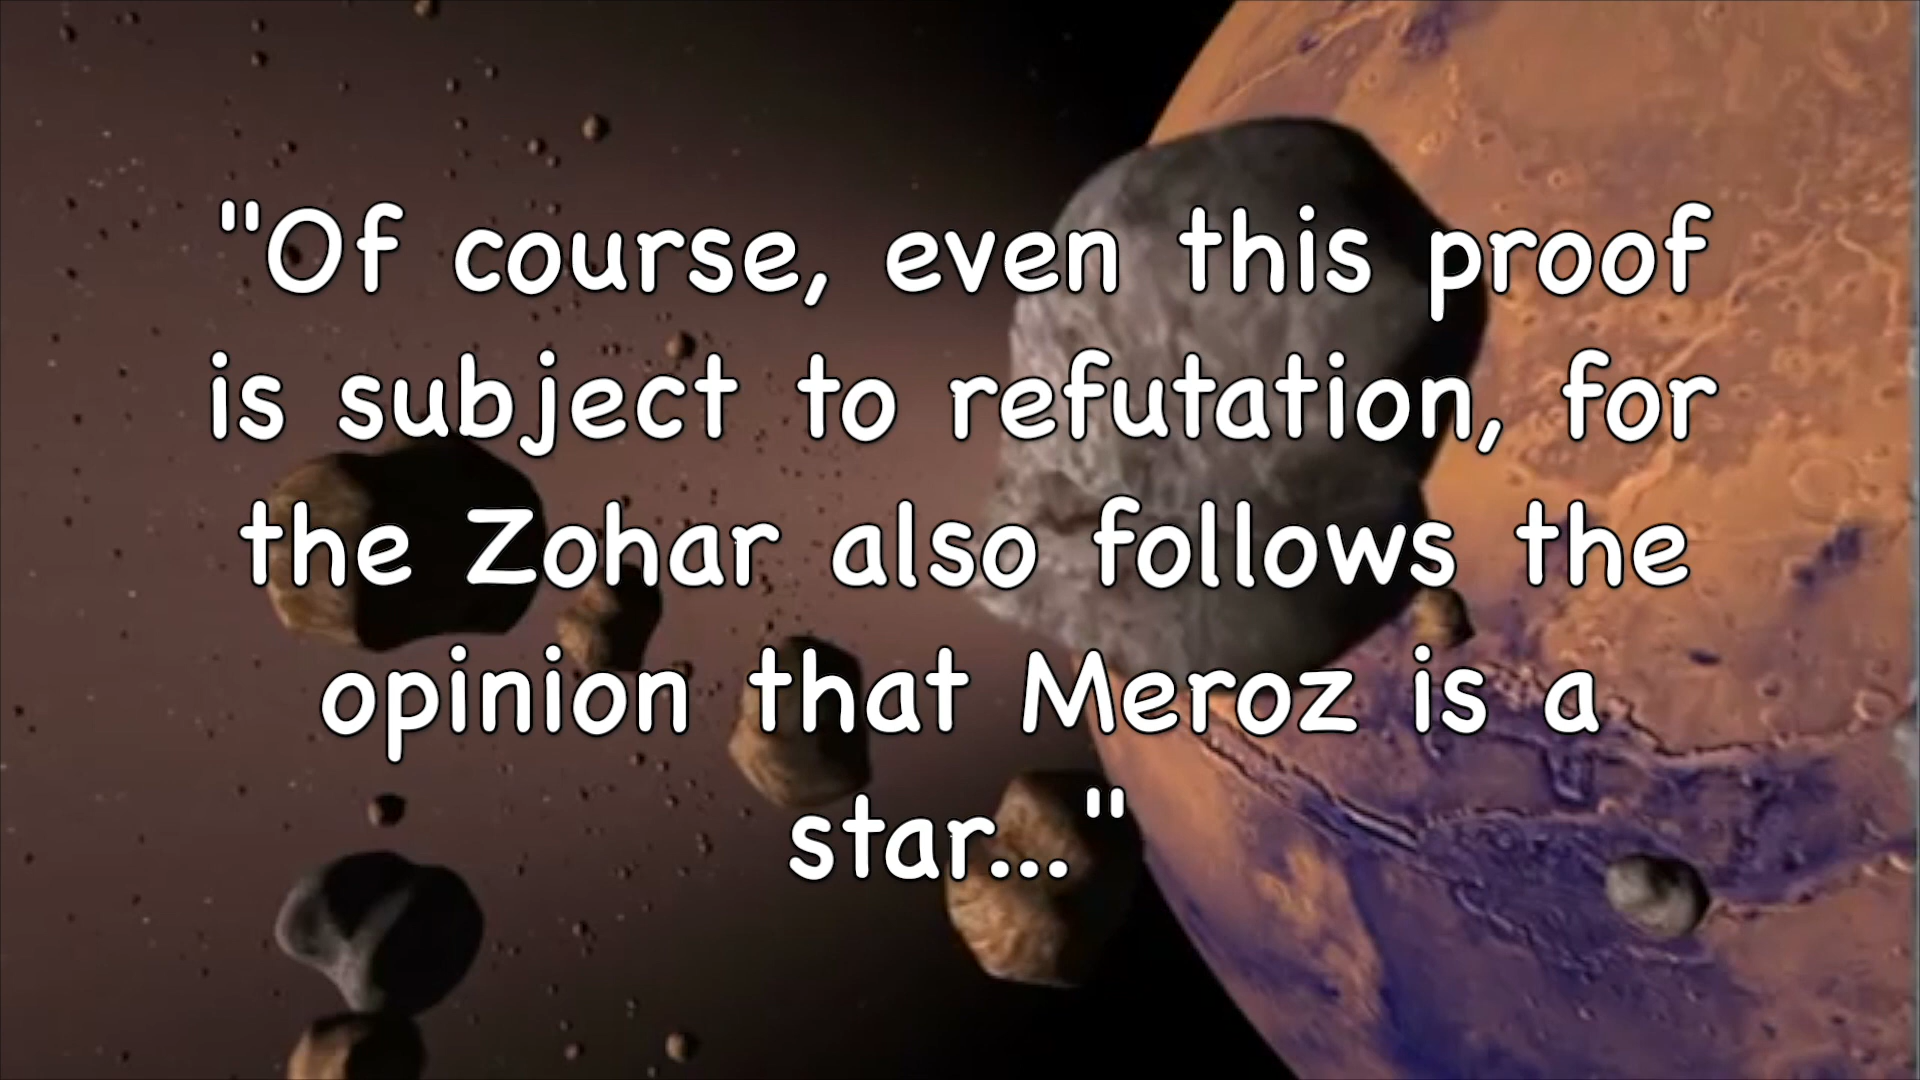 "Of course, even this proof
is subject to refutation, for
the Zohar also follows the
opinion that Meroz is a
star..."